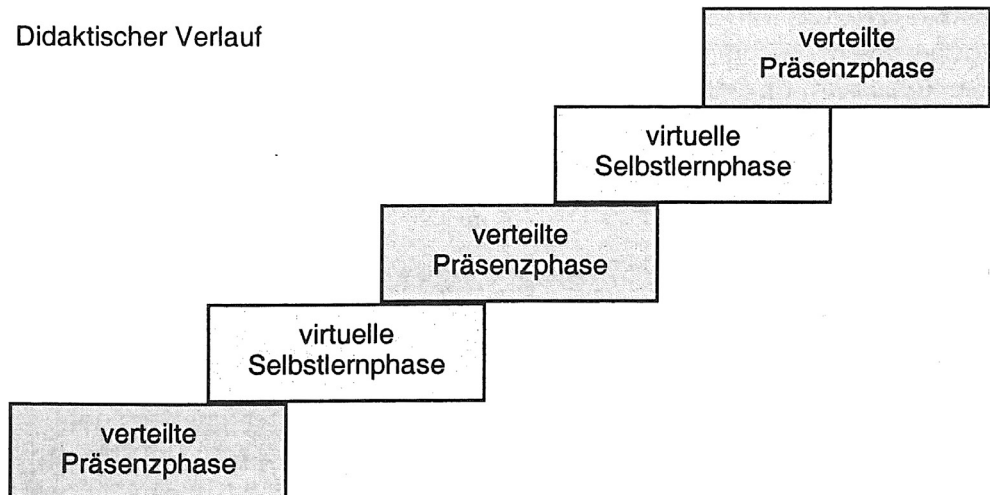 Didaktischer Verlauf
verteilte
Präsenzphase
virtuelle
Selbstlernphase
verteilte
Präsenzphase
virtuelle
Selbstlernphase
verteilte
Präsenzphase